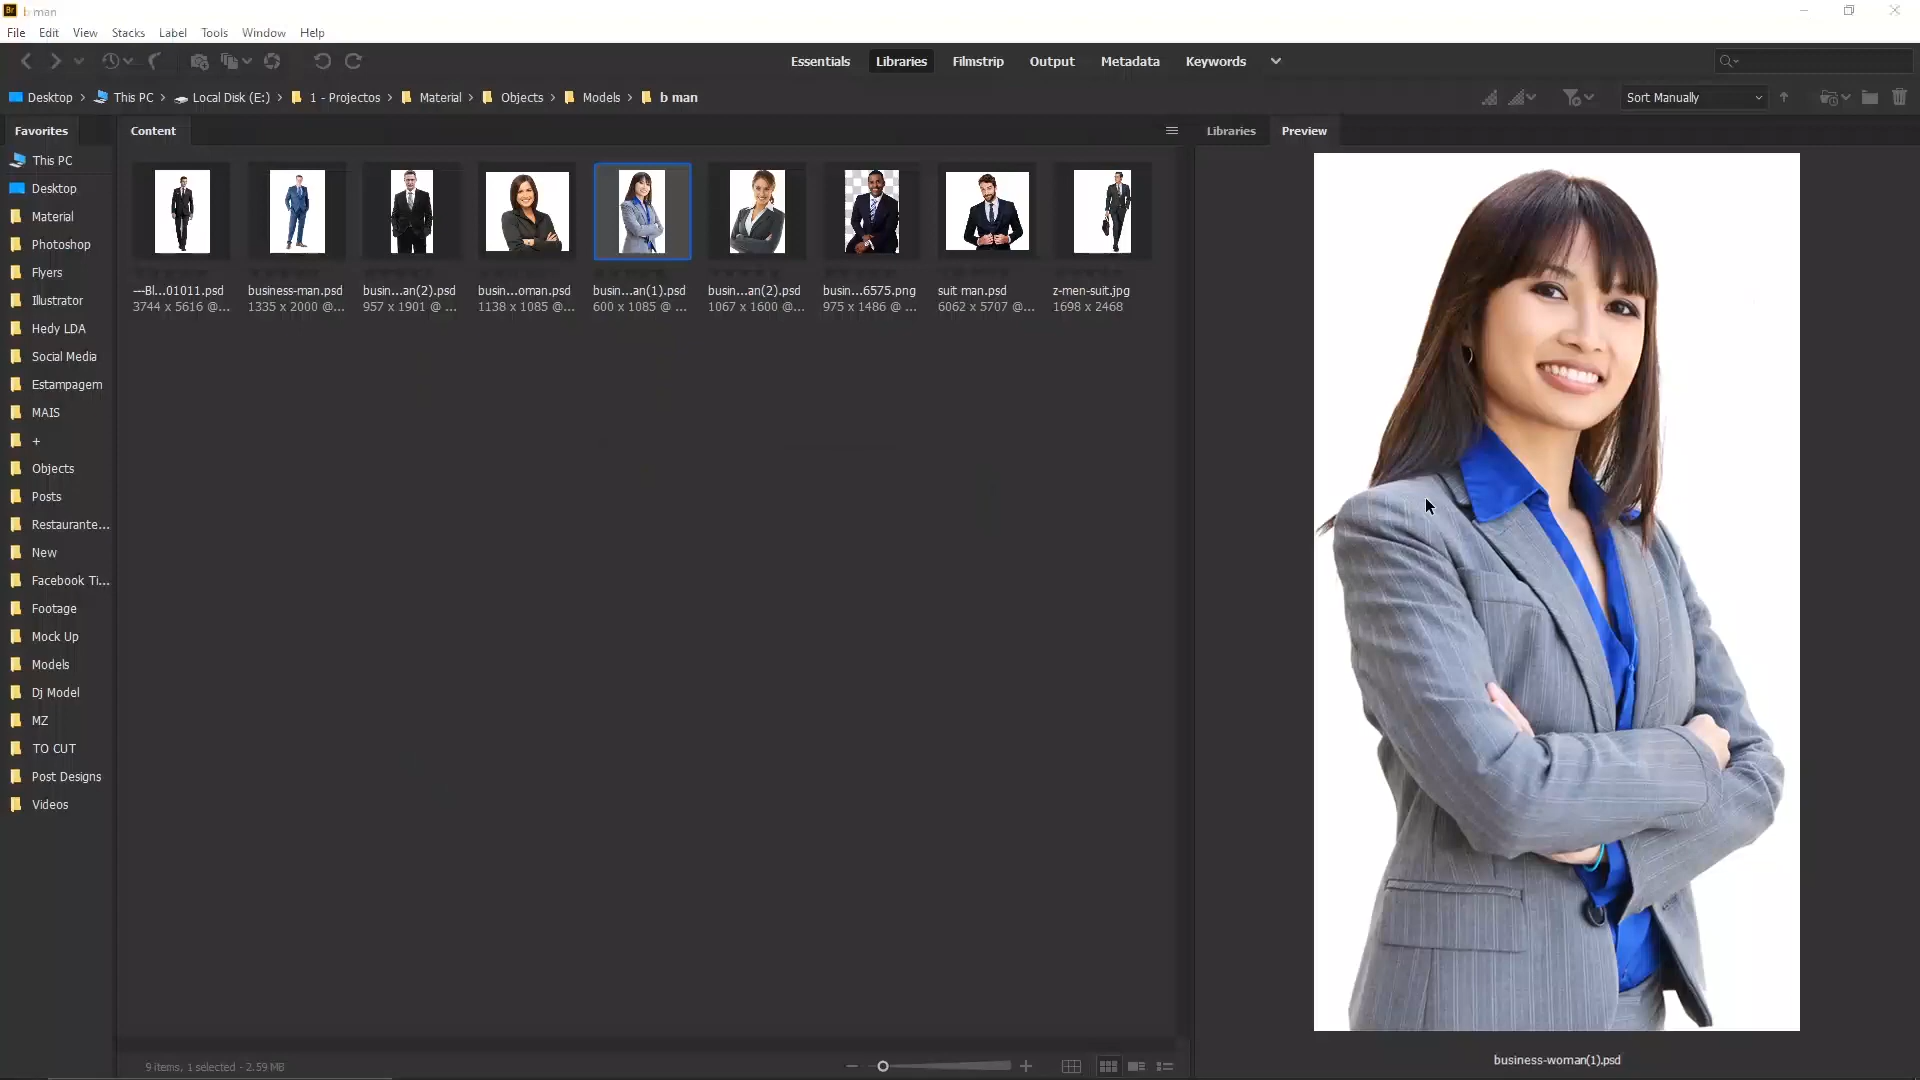 Br b man
File Edit View Stacks Label Tools Window Help
Essentials Libraries Filmstrip Output Metadata Keywords
Desktop This PC Local Disk (E:) 1 - Projectos Material Objects Models b man
Sort Manually
Favorites
Content
Libraries Preview
This PC
Desktop
Material
Photoshop
Flyers
Illustrator
Hedy LDA
Social Media
Estampagem
MAIS
+
Objects
Posts
Restaurante...
New
Facebook Ti...
Footage
Mock Up
Models
Dj Model
MZ
TO CUT
Post Designs
Videos
---Bl...01011.psd business-man.psd busin...an(2).psd busin...oman.psd busin...an(1).psd busin...an(2).psd busin...6575.png suit man.psd z-men-suit.jpg
3744 x 5616 @... 1335 x 2000 @... 957 x 1901 @ ... 1138 x 1085 @... 600 x 1085 @ ... 1067 x 1600 @... 975 x 1486 @ ... 6062 x 5707 @... 1698 x 2468
9 items, 1 selected - 2.59 MB
business-woman(1).psd